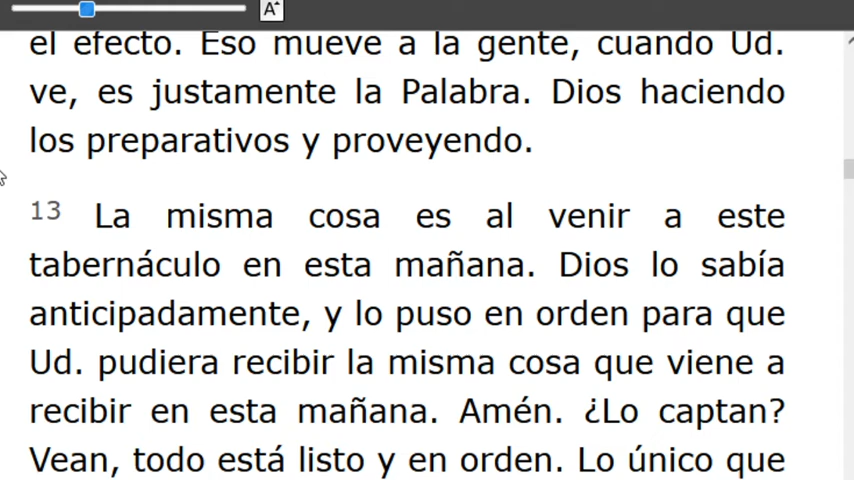 A
el efecto. Eso mueve a la gente, cuando Ud.
ve, es justamente la Palabra. Dios haciendo
los preparativos y proveyendo.
13 La misma cosa es al venir a este
tabernáculo en esta mañana. Dios lo sabía
anticipadamente, y lo puso en orden para que
Ud. pudiera recibir la misma cosa que viene a
recibir en esta mañana. Amén. ¿Lo captan?
Vean, todo está listo y en orden. Lo único que